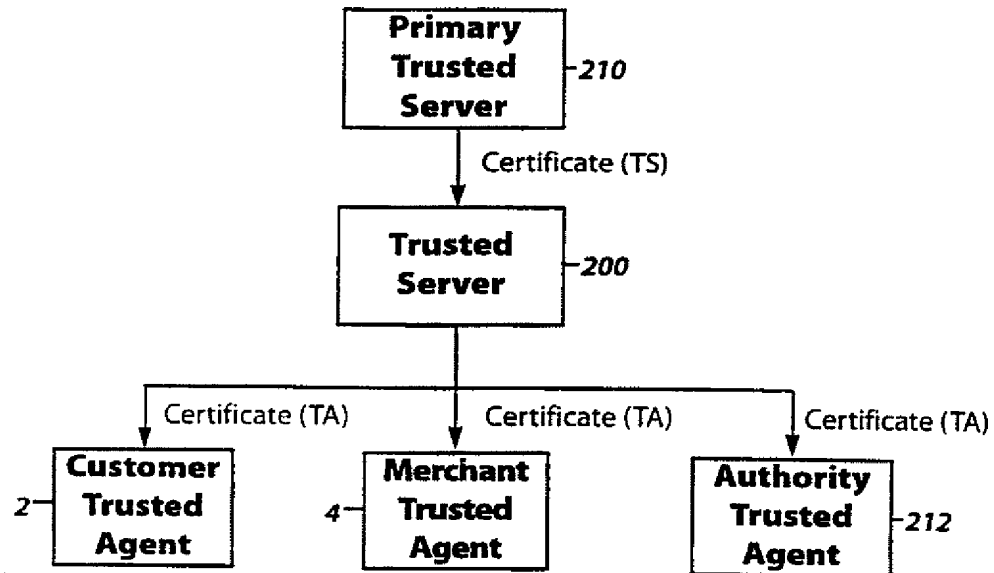 Primary
Trusted
Server
210
Certificate (TS)
Trusted
Server
200
Certificate (TA)
Certificate (TA)
Certificate (TA)
Customer
Trusted
Agent
2
Merchant
Trusted
Agent
4
Authority
Trusted
Agent
212